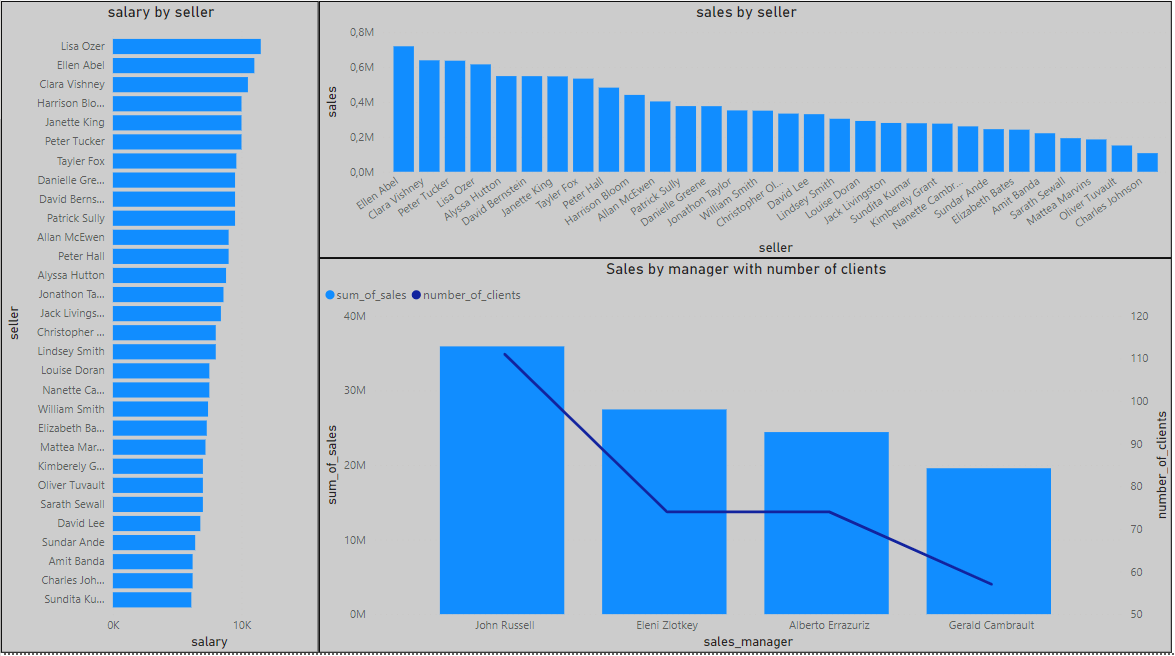 salary by seller
Lisa Ozer
Ellen Abel
Clara Vishney
Harrison Blo...
Janette King
Peter Tucker
Tayler Fox
Danielle Gre...
David Berns...
Patrick Sully
Allan McEwen
Peter Hall
Alyssa Hutton
Jonathon Ta...
Jack Livings...
Christopher ...
Lindsey Smith
Louise Doran
Nanette Ca...
William Smith
Elizabeth Ba...
Mattea Mar...
Kimberely G...
Oliver Tuvault
Sarath Sewall
David Lee
Sundar Ande
Amit Banda
Charles Joh...
Sundita Ku...
seller
0K 10K
salary
sales by seller
0,8M
0,6M
0,4M
0,2M
0,0M
sales
Ellen Abel
Clara Vishney
Peter Tucker
Lisa Ozer
Alyssa Hutton
David Bernstein
Janette King
Tayler Fox
Peter Hall
Harrison Bloom
Allan McEwen
Patrick Sully
Danielle Greene
Jonathon Taylor
William Smith
Christopher Ol...
David Lee
Lindsey Smith
Louise Doran
Jack Livingston
Sundita Kumar
Kimberely Grant
Nanette Cambr...
Sundar Ande
Elizabeth Bates
Amit Banda
Sarath Sewall
Mattea Marvins
Oliver Tuvault
Charles Johnson
seller
Sales by manager with number of clients
sum_of_sales number_of_clients
40M
30M
20M
10M
0M
sum_of_sales
120
110
100
90
80
70
60
50
number_of_clients
John Russell Eleni Zlotkey Alberto Errazuriz Gerald Cambrault
sales_manager